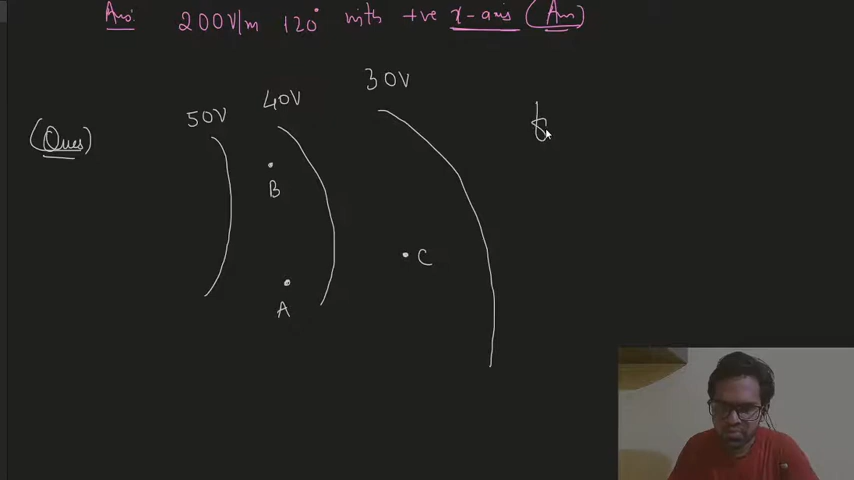 Ans: 200V/m 120° with +ve x-axis (Ans)
(Ques)
50V 40V 30V
B
C
A